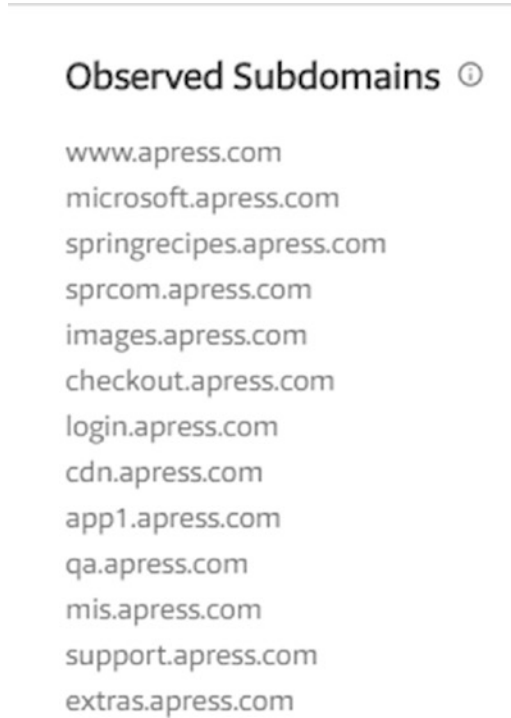 Observed Subdomains
www.apress.com
microsoft.apress.com
springrecipes.apress.com
sprcom.apress.com
images.apress.com
checkout.apress.com
login.apress.com
cdn.apress.com
app1.apress.com
qa.apress.com
mis.apress.com
support.apress.com
extras.apress.com